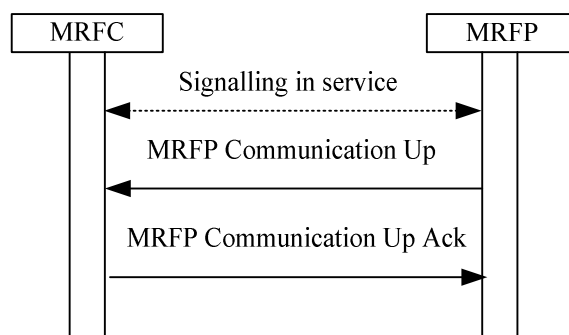 MRFC
MRFP
Signalling in service
MRFP Communication Up
MRFP Communication Up Ack